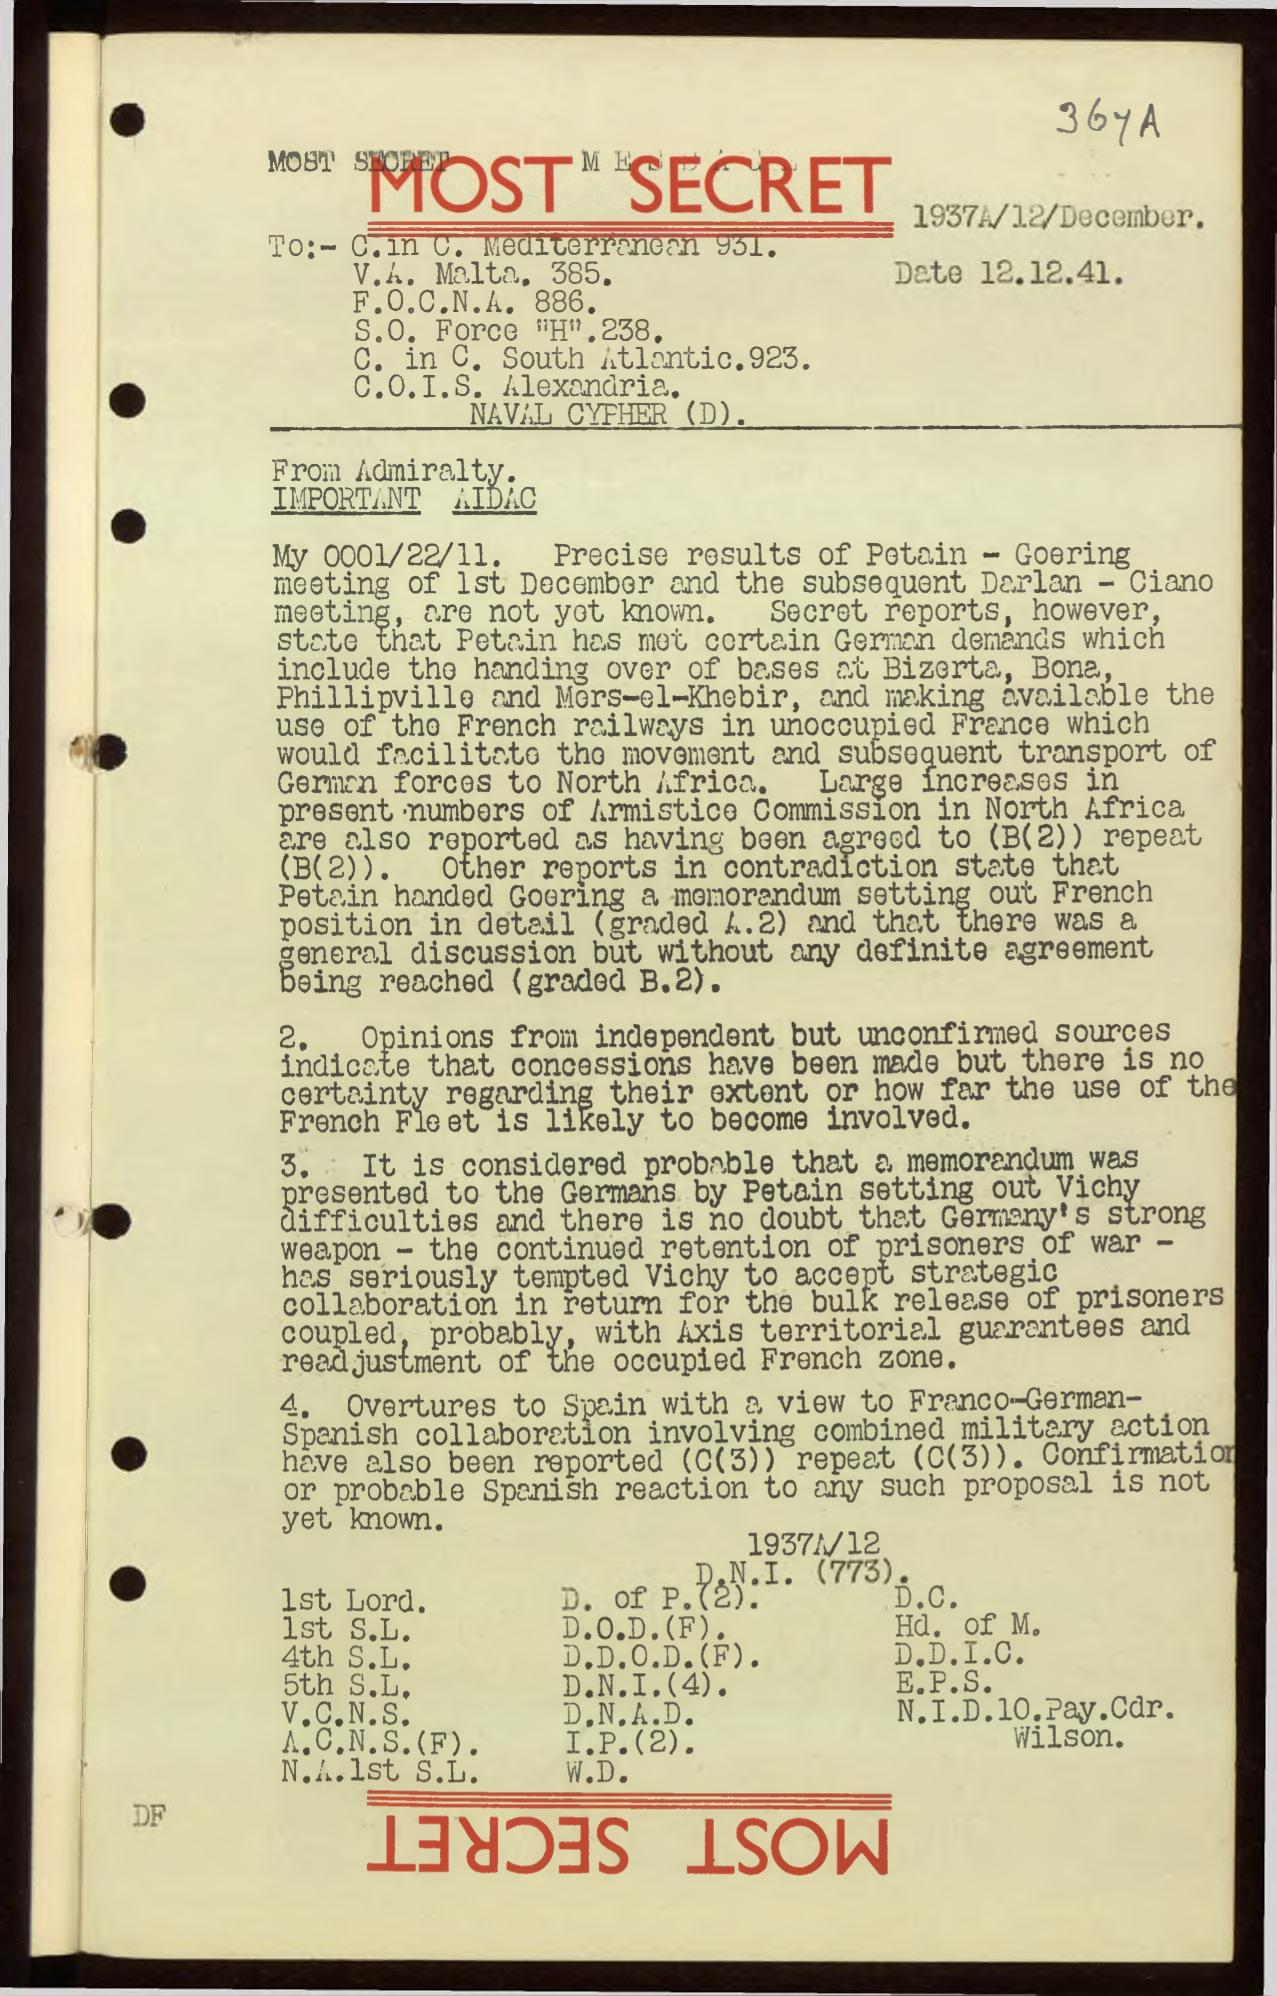 367A
MOST SECRET MESSAGE
MOST SECRET
1937A/12/December.
To:- C.in C. Mediterranean 931.
V.A. Malta. 385.
Date 12.12.41.
F.O.C.N.A. 886.
S.O. Force "H".238.
C. in C. South Atlantic.923.
C.O.I.S. Alexandria.
NAVAL CYPHER (D).
From Admiralty.
IMPORTANT AIDAC
My 0001/22/11. Precise results of Petain - Goering
meeting of 1st December and the subsequent Darlan - Ciano
meeting, are not yet known. Secret reports, however,
state that Petain has met certain German demands which
include the handing over of bases at Bizerta, Bona,
Phillipville and Mers-el-Khebir, and making available the
use of the French railways in unoccupied France which
would facilitate the movement and subsequent transport of
German forces to North Africa. Large increases in
present numbers of Armistice Commission in North Africa
are also reported as having been agreed to (B(2)) repeat
(B(2)). Other reports in contradiction state that
Petain handed Goering a memorandum setting out French
position in detail (graded A.2) and that there was a
general discussion but without any definite agreement
being reached (graded B.2).
2. Opinions from independent but unconfirmed sources
indicate that concessions have been made but there is no
certainty regarding their extent or how far the use of the
French Fleet is likely to become involved.
3. It is considered probable that a memorandum was
presented to the Germans by Petain setting out Vichy
difficulties and there is no doubt that Germany's strong
weapon - the continued retention of prisoners of war -
has seriously tempted Vichy to accept strategic
collaboration in return for the bulk release of prisoners
coupled, probably, with Axis territorial guarantees and
readjustment of the occupied French zone.
4. Overtures to Spain with a view to Franco-German-
Spanish collaboration involving combined military action
have also been reported (C(3)) repeat (C(3)). Confirmation
or probable Spanish reaction to any such proposal is not
yet known.
1937A/12
D.N.I. (773).
1st Lord. D. of P.(2). D.C.
1st S.L. D.O.D.(F). Hd. of M.
4th S.L. D.D.O.D.(F). D.D.I.C.
5th S.L. D.N.I.(4). E.P.S.
V.C.N.S. D.N.A.D. N.I.D.10.Pay.Cdr.
A.C.N.S.(F). I.P.(2). Wilson.
N.A.1st S.L. W.D.
DF
MOST SECRET